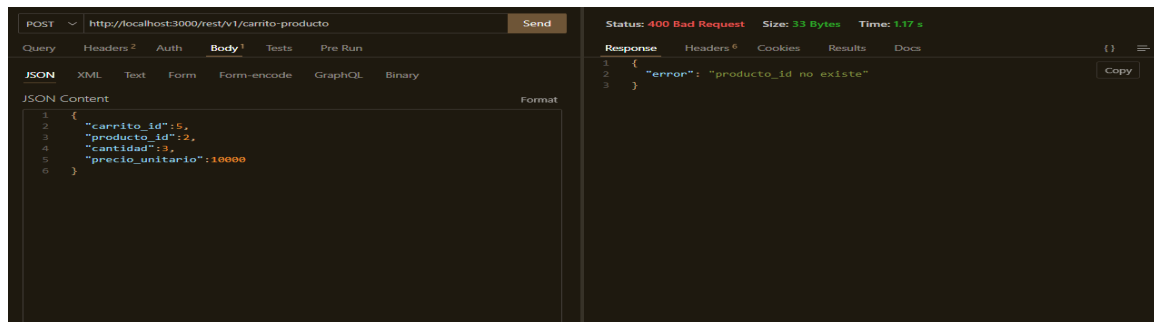 POST http://localhost:3000/rest/v1/carrito-producto Send
Query Headers 2 Auth Body 1 Tests Pre Run
JSON XML Text Form Form-encode GraphQL Binary
JSON Content Format
1 {
2 "carrito_id":5,
3 "producto_id":2,
4 "cantidad":3,
5 "precio_unitario":10000
6 }
Status: 400 Bad Request Size: 33 Bytes Time: 1.17 s
Response Headers 6 Cookies Results Docs { }
Copy
1 {
2 "error": "producto_id no existe"
3 }